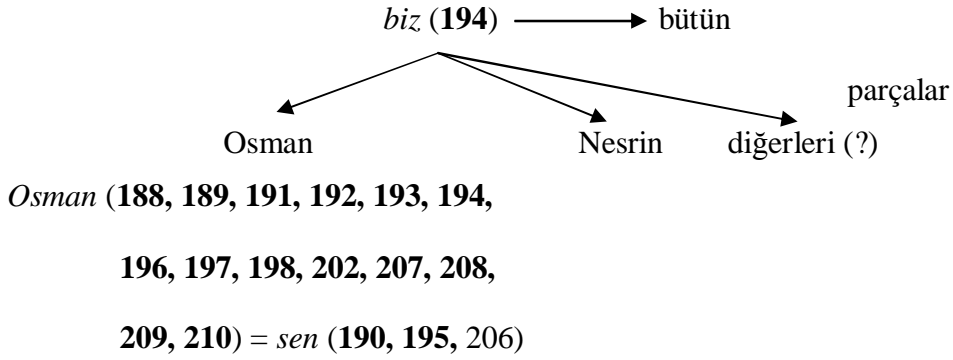 biz (194) bütün
parçalar
Osman Nesrin diğerleri (?)
Osman (188, 189, 191, 192, 193, 194,
196, 197, 198, 202, 207, 208,
209, 210) = sen (190, 195, 206)